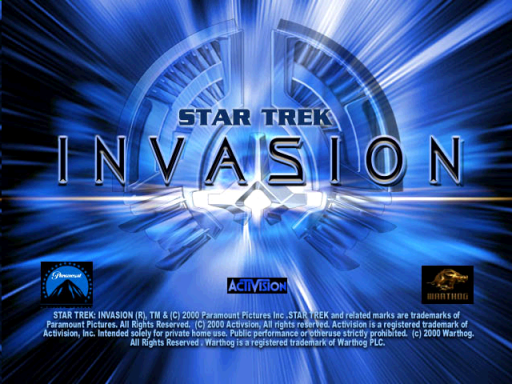 STAR TREK
INVASION
Paramount
ACTIVISION
WARTHOG
STAR TREK: INVASION (R), TM & (C) 2000 Paramount Pictures Inc .STAR TREK and related marks are trademarks of
Paramount Pictures. All Rights Reserved. (C) 2000 Activsion, All rights reserved. Activision is a registered trademark of
Activision, Inc. Intended solely for private home use. Public performance or otheruse strictly prohibited. (c) 2000 Warthog.
All Rights Reserved . Warthog is a registered trademark of Warthog PLC.